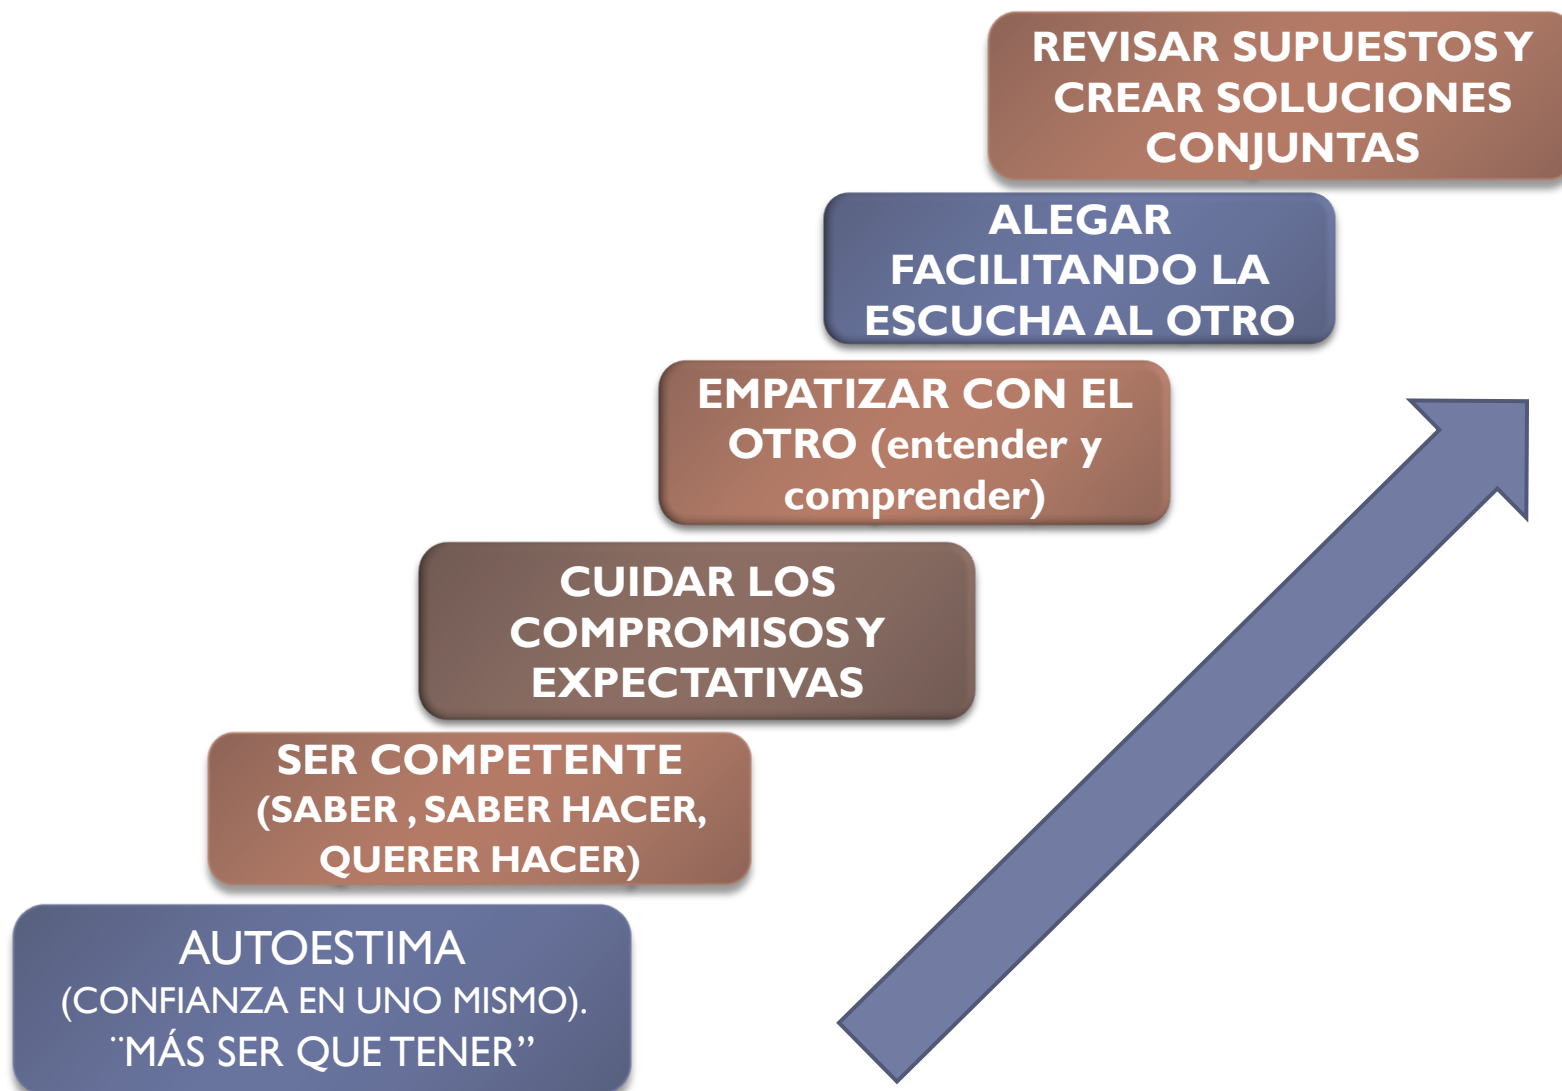 REVISAR SUPUESTOS Y
CREAR SOLUCIONES
CONJUNTAS
ALEGAR
FACILITANDO LA
ESCUCHA AL OTRO
EMPATIZAR CON EL
OTRO (entender y
comprender)
CUIDAR LOS
COMPROMISOS Y
EXPECTATIVAS
SER COMPETENTE
(SABER , SABER HACER,
QUERER HACER)
AUTOESTIMA
(CONFIANZA EN UNO MISMO).
¨MÁS SER QUE TENER”